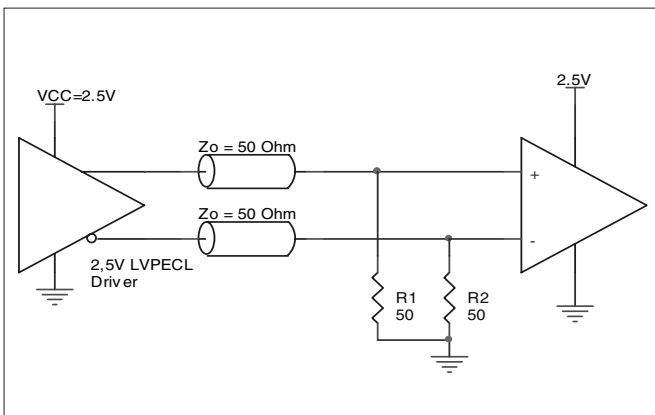 VCC=2.5V
2.5V
Zo = 50 Ohm
+
Zo = 50 Ohm
-
2,5V LVPECL
Driver
R1
50
R2
50